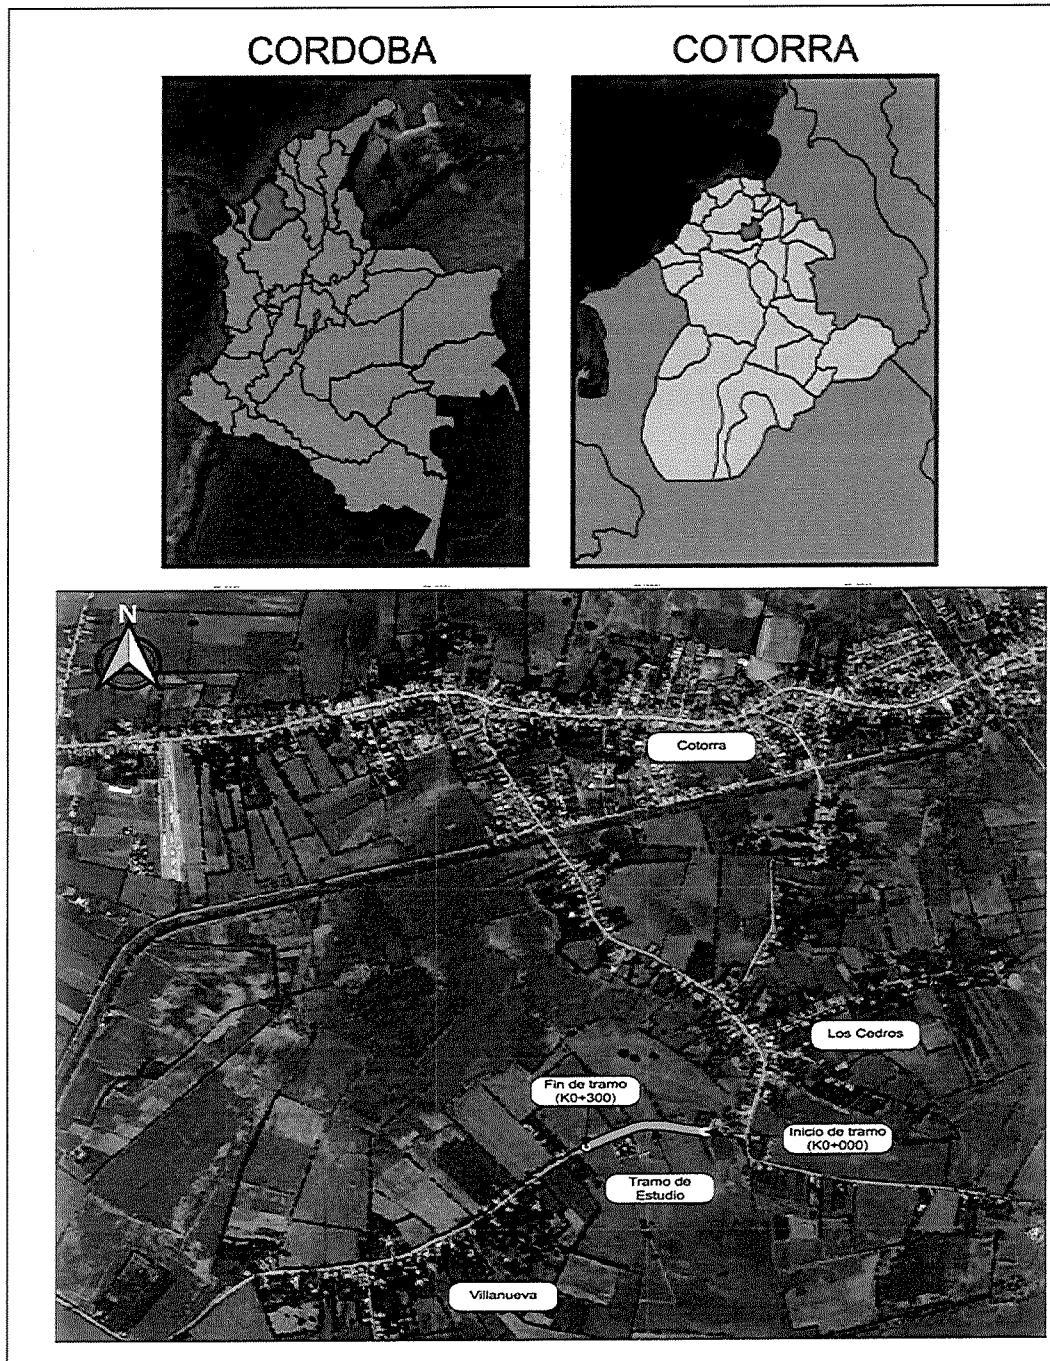 CORDOBA
COTORRA
N
Cotorra
Los Cedros
Fin de tramo
(K0+300)
Inicio de tramo
(K0+000)
Tramo de
Estudio
Villanueva